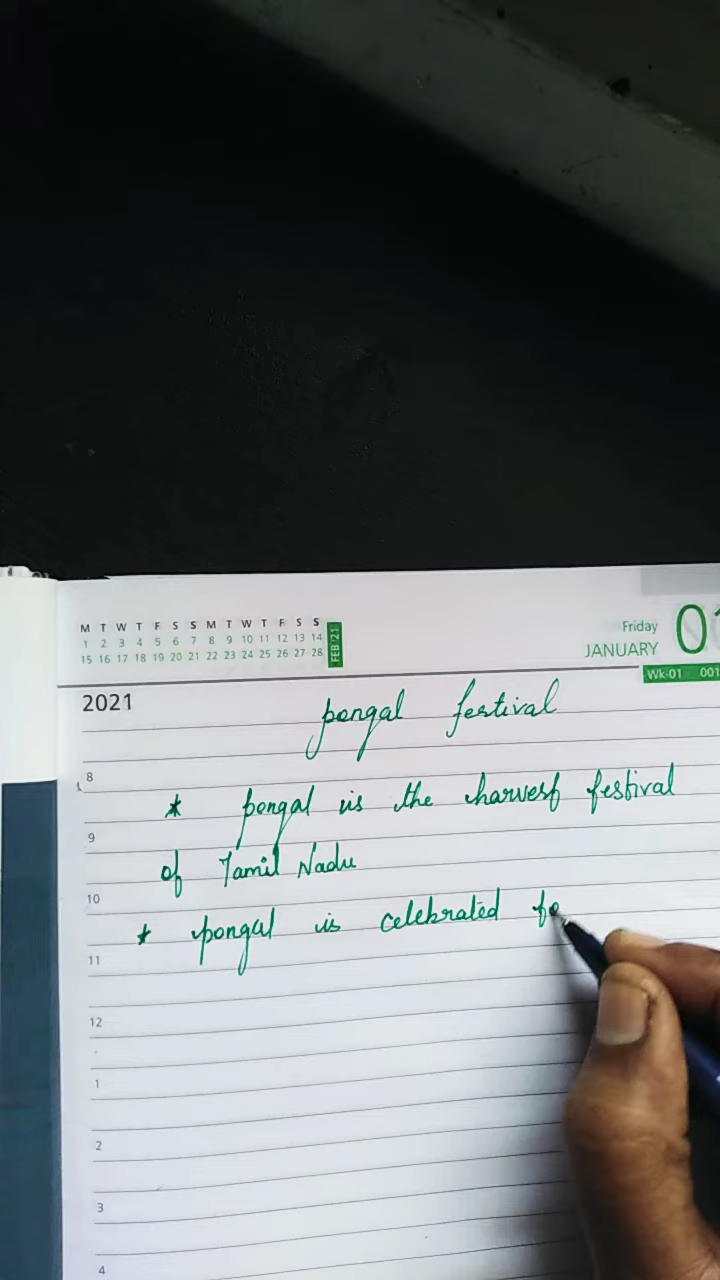 M T W T F S S M T W T F S S
1 2 3 4 5 6 7 8 9 10 11 12 13 14
15 16 17 18 19 20 21 22 23 24 25 26 27 28
FEB '21
Friday
JANUARY
01
Wk-01 001
2021
pongal festival
8
* pongal is the harvest festival
9
of Tamil Nadu
10
* pongal is celebrated fo
11
12
1
2
3
4